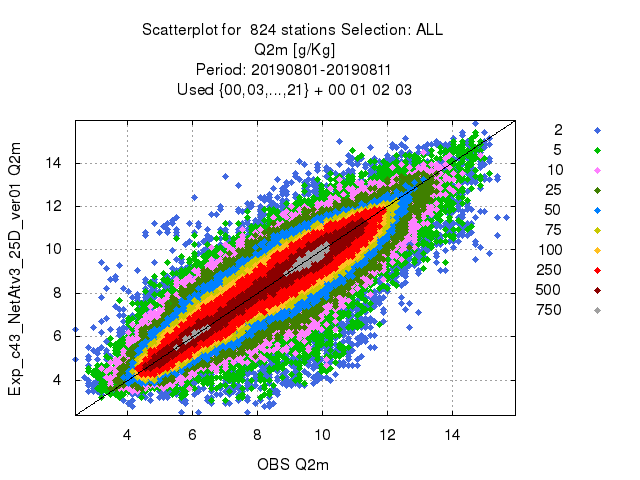 Scatterplot for  824 stations Selection: ALL
Q2m [g/Kg]
Period: 20190801-20190811
Used {00,03,...,21} + 00 01 02 03
Exp_c43_NetAtv3_25D_ver01 Q2m
14
12
10
8
6
4
4 6 8 10 12 14
OBS Q2m
2
5
10
25
50
75
100
250
500
750